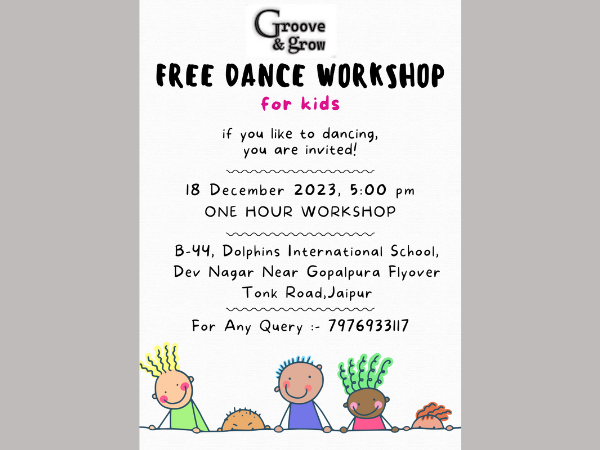 Groove
& grow
FREE DANCE WORKSHOP
for kids
if you like to dancing,
you are invited!
18 December 2023, 5:00 pm
ONE HOUR WORKSHOP
B-44, Dolphins International School,
Dev Nagar Near Gopalpura Flyover
Tonk Road,Jaipur
For Any Query :- 7976933117